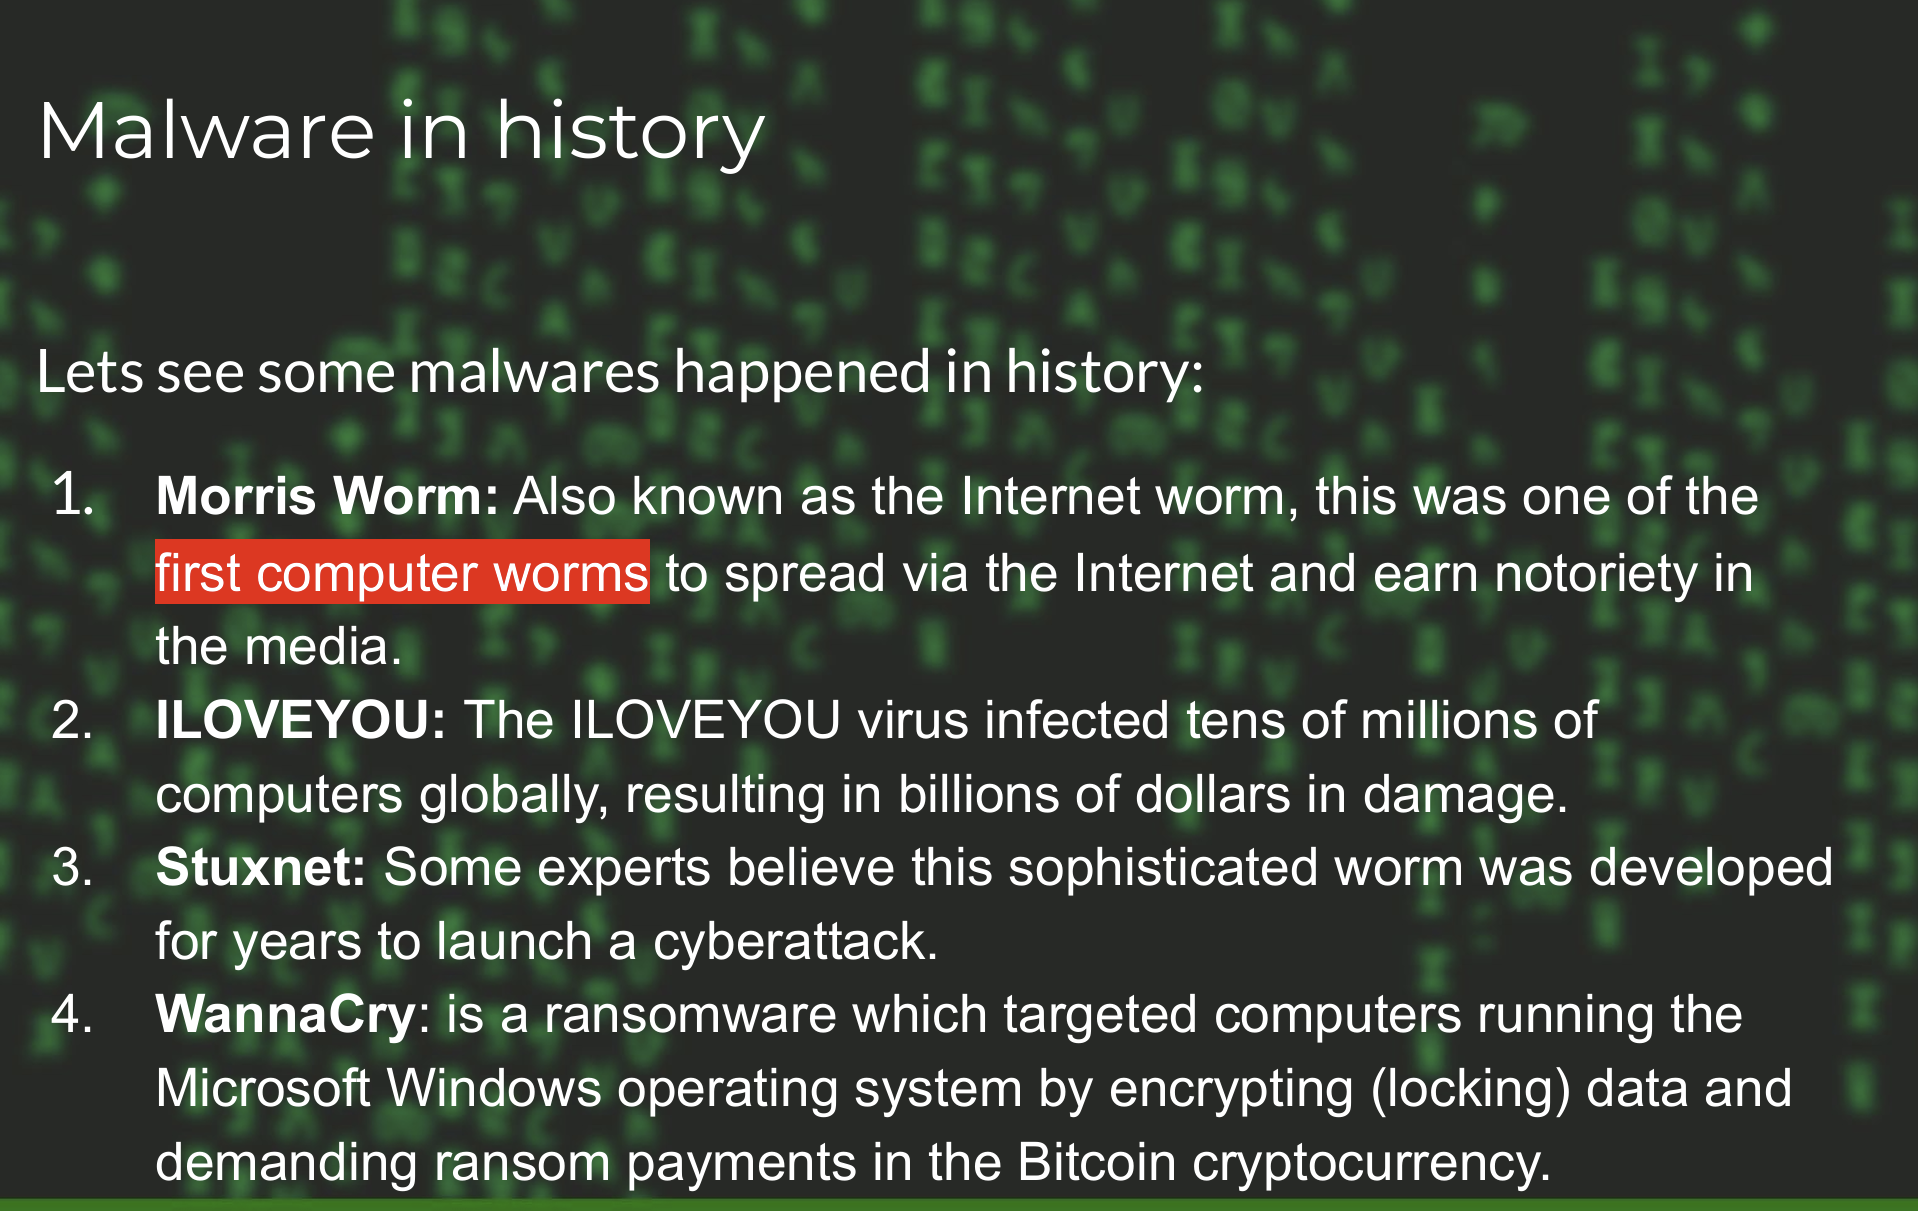 Malware in history
Lets see some malwares happened in history:
1. Morris Worm: Also known as the Internet worm, this was one of the
first computer worms to spread via the Internet and earn notoriety in
the media.
2. ILOVEYOU: The ILOVEYOU virus infected tens of millions of
computers globally, resulting in billions of dollars in damage.
3. Stuxnet: Some experts believe this sophisticated worm was developed
for years to launch a cyberattack.
4. WannaCry: is a ransomware which targeted computers running the
Microsoft Windows operating system by encrypting (locking) data and
demanding ransom payments in the Bitcoin cryptocurrency.